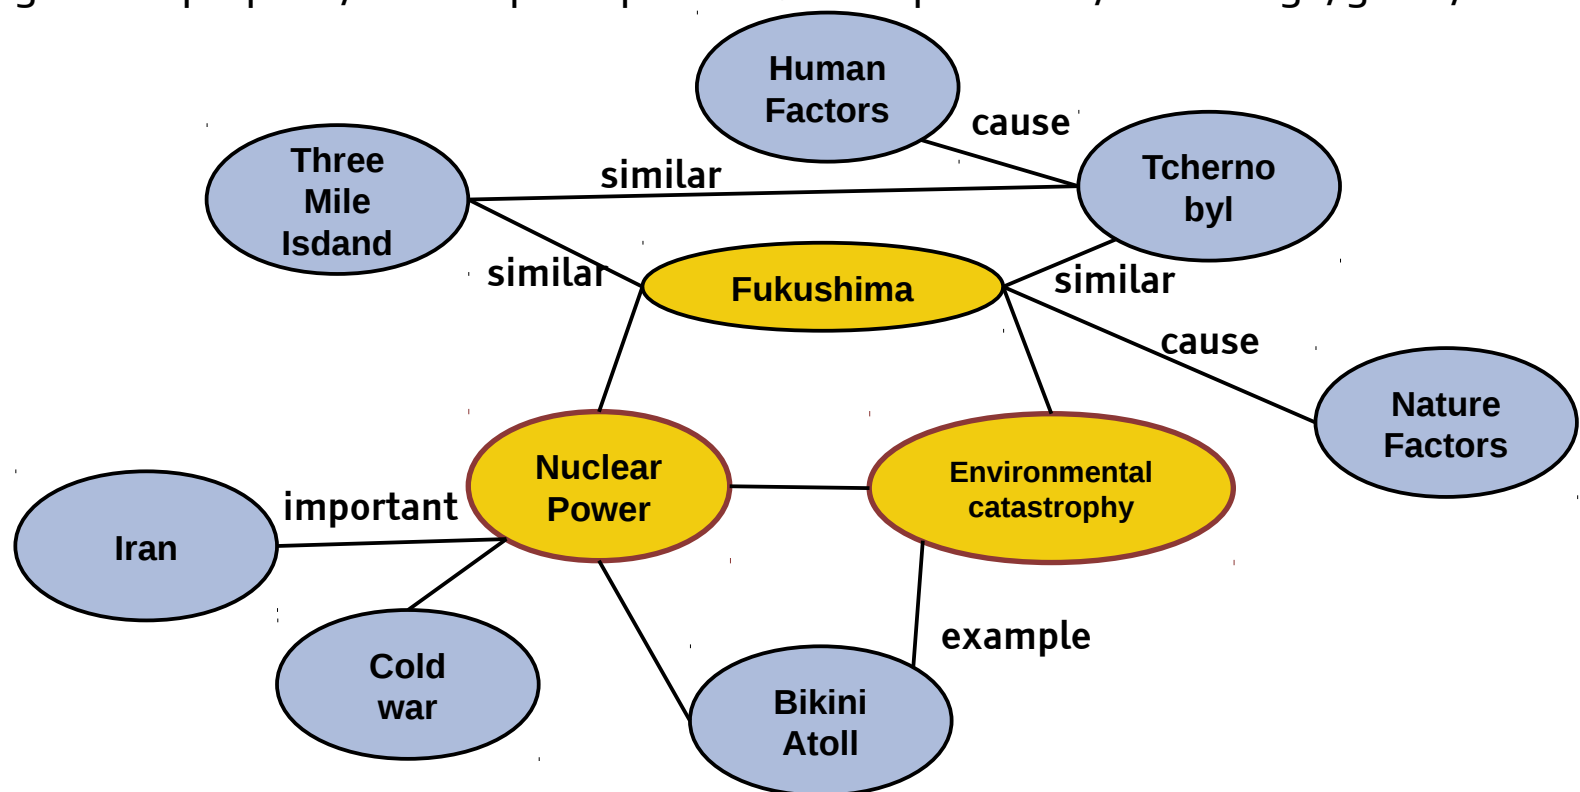 Human
Factors
cause
Three
Mile
Isdand
similar
Tcherno
byl
similar
Fukushima
similar
cause
Nature
Factors
Nuclear
Power
Environmental
catastrophy
important
Iran
Cold
war
example
Bikini
Atoll